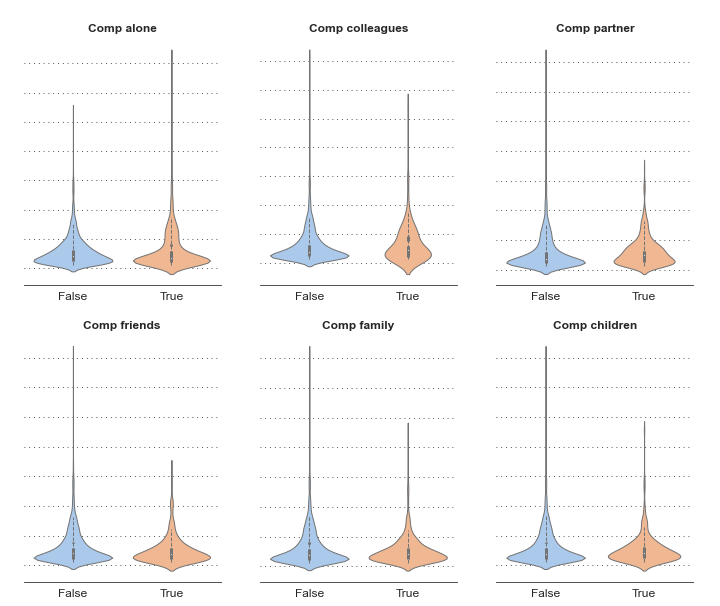 Comp alone
Comp colleagues
Comp partner
False True
False True
False True
Comp friends
Comp family
Comp children
False True
False True
False True